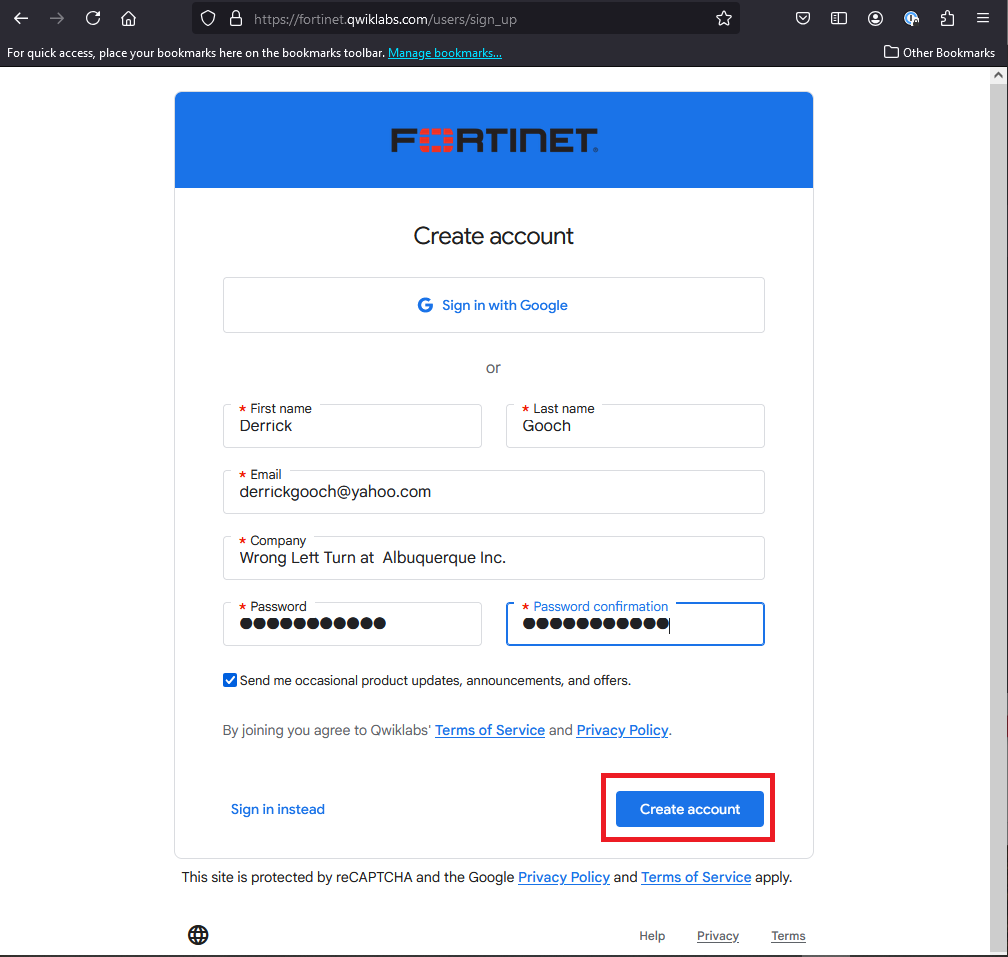 https://fortinet.qwiklabs.com/users/sign_up
For quick access, place your bookmarks here on the bookmarks toolbar. Manage bookmarks...
Other Bookmarks
FORTINET®
Create account
Sign in with Google
or
* First name
Derrick
* Last name
Gooch
* Email
derrickgooch@yahoo.com
* Company
Wrong Left Turn at  Albuquerque Inc.
* Password
●●●●●●●●●●●
* Password confirmation
●●●●●●●●●●●
Send me occasional product updates, announcements, and offers.
By joining you agree to Qwiklabs' Terms of Service and Privacy Policy.
Sign in instead
Create account
This site is protected by reCAPTCHA and the Google Privacy Policy and Terms of Service apply.
Help
Privacy
Terms